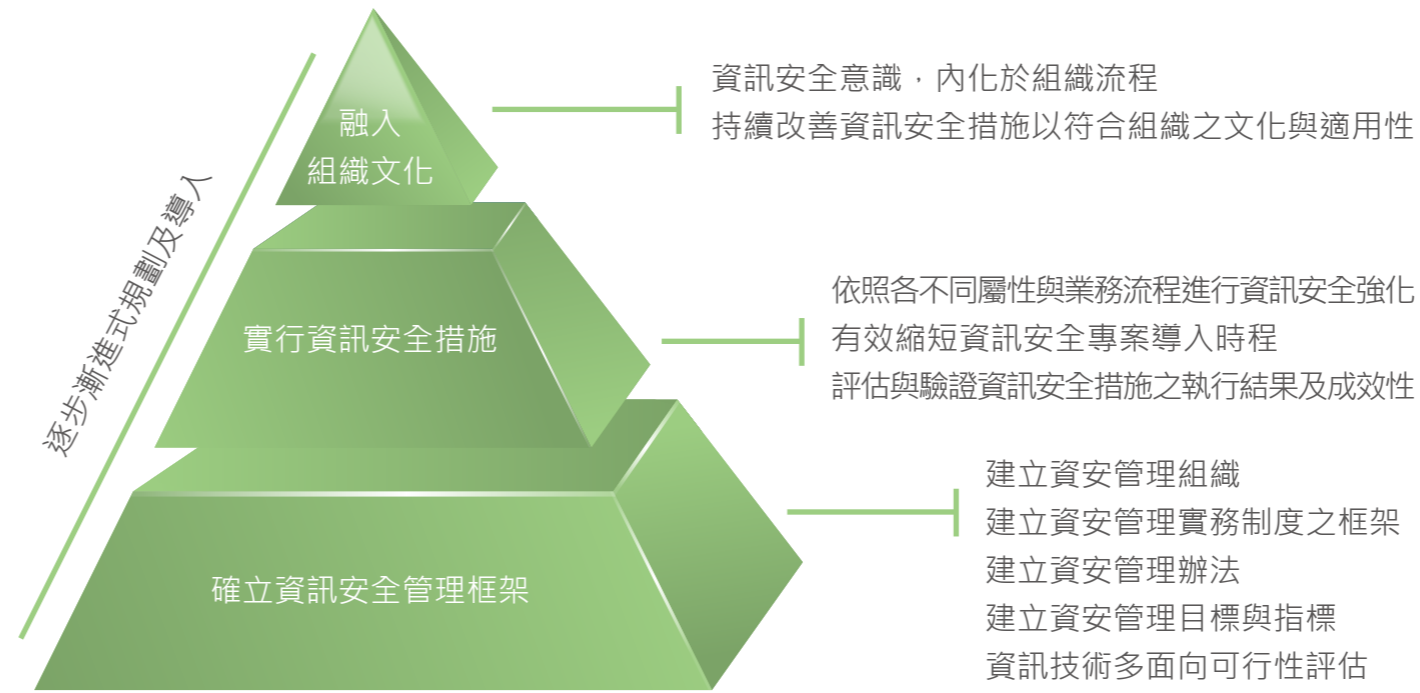 融入
組織文化
資訊安全意識，內化於組織流程
持續改善資訊安全措施以符合組織之文化與適用性
逐步漸進式規劃及導入
實行資訊安全措施
依照各不同屬性與業務流程進行資訊安全強化
有效縮短資訊安全專案導入時程
評估與驗證資訊安全措施之執行結果及成效性
確立資訊安全管理框架
建立資安管理組織
建立資安管理實務制度之框架
建立資安管理辦法
建立資安管理目標與指標
資訊技術多面向可行性評估